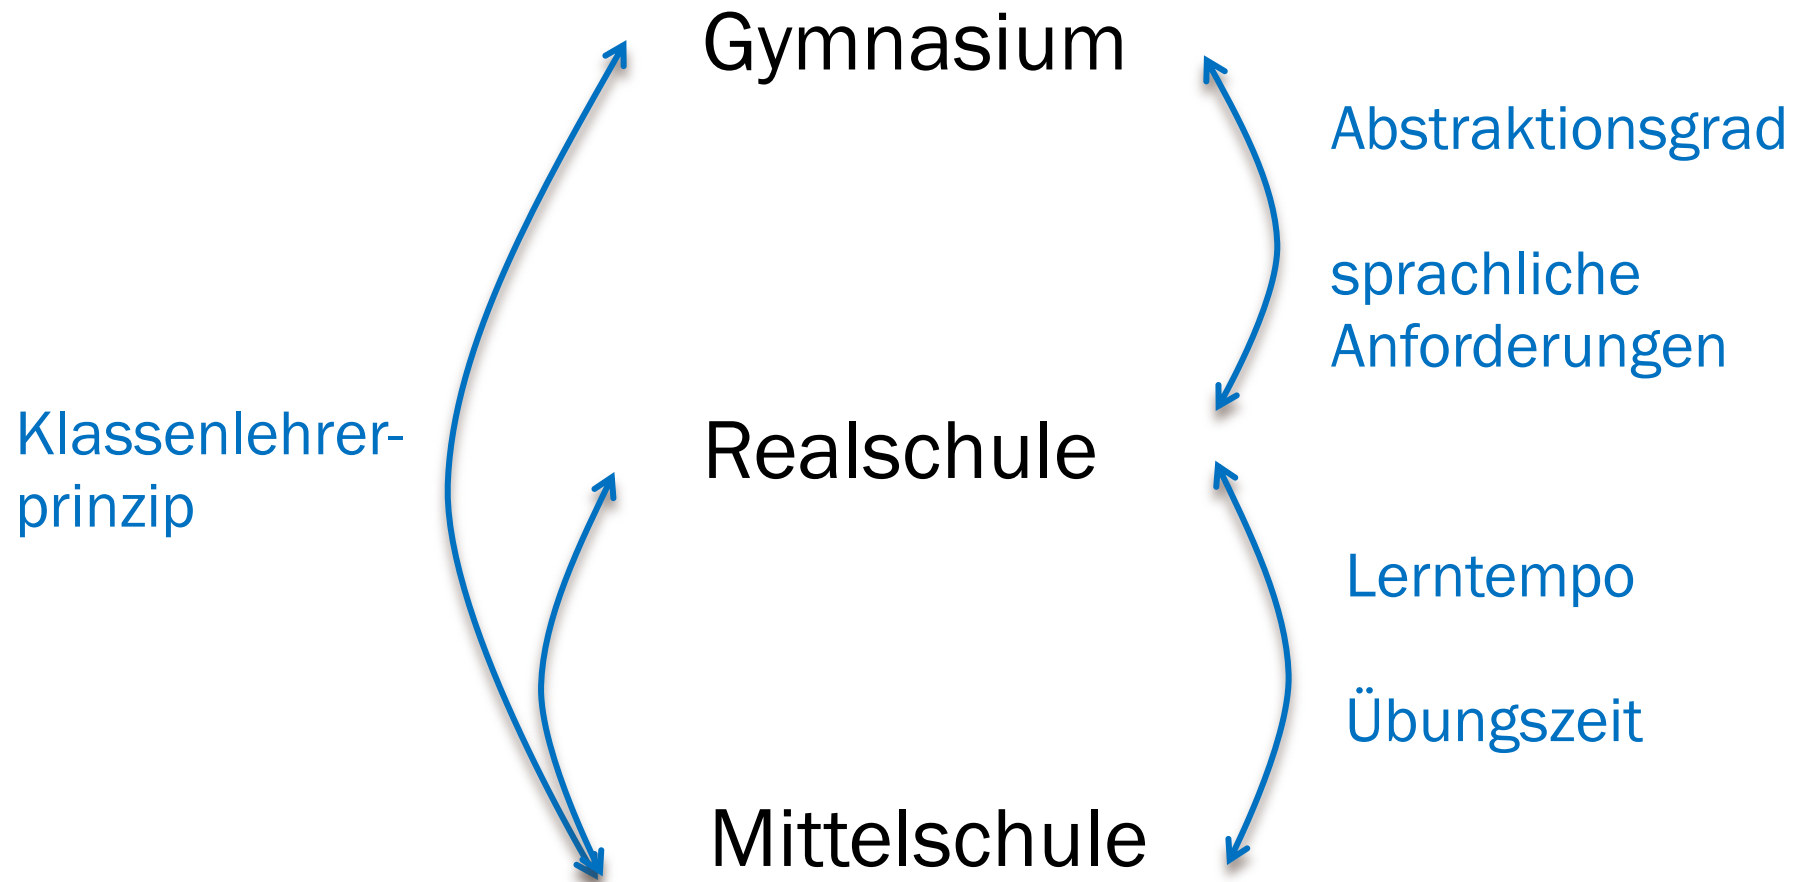 Gymnasium
Abstraktionsgrad
sprachliche
Anforderungen
Klassenlehrer-
prinzip
Realschule
Lerntempo
Übungszeit
Mittelschule